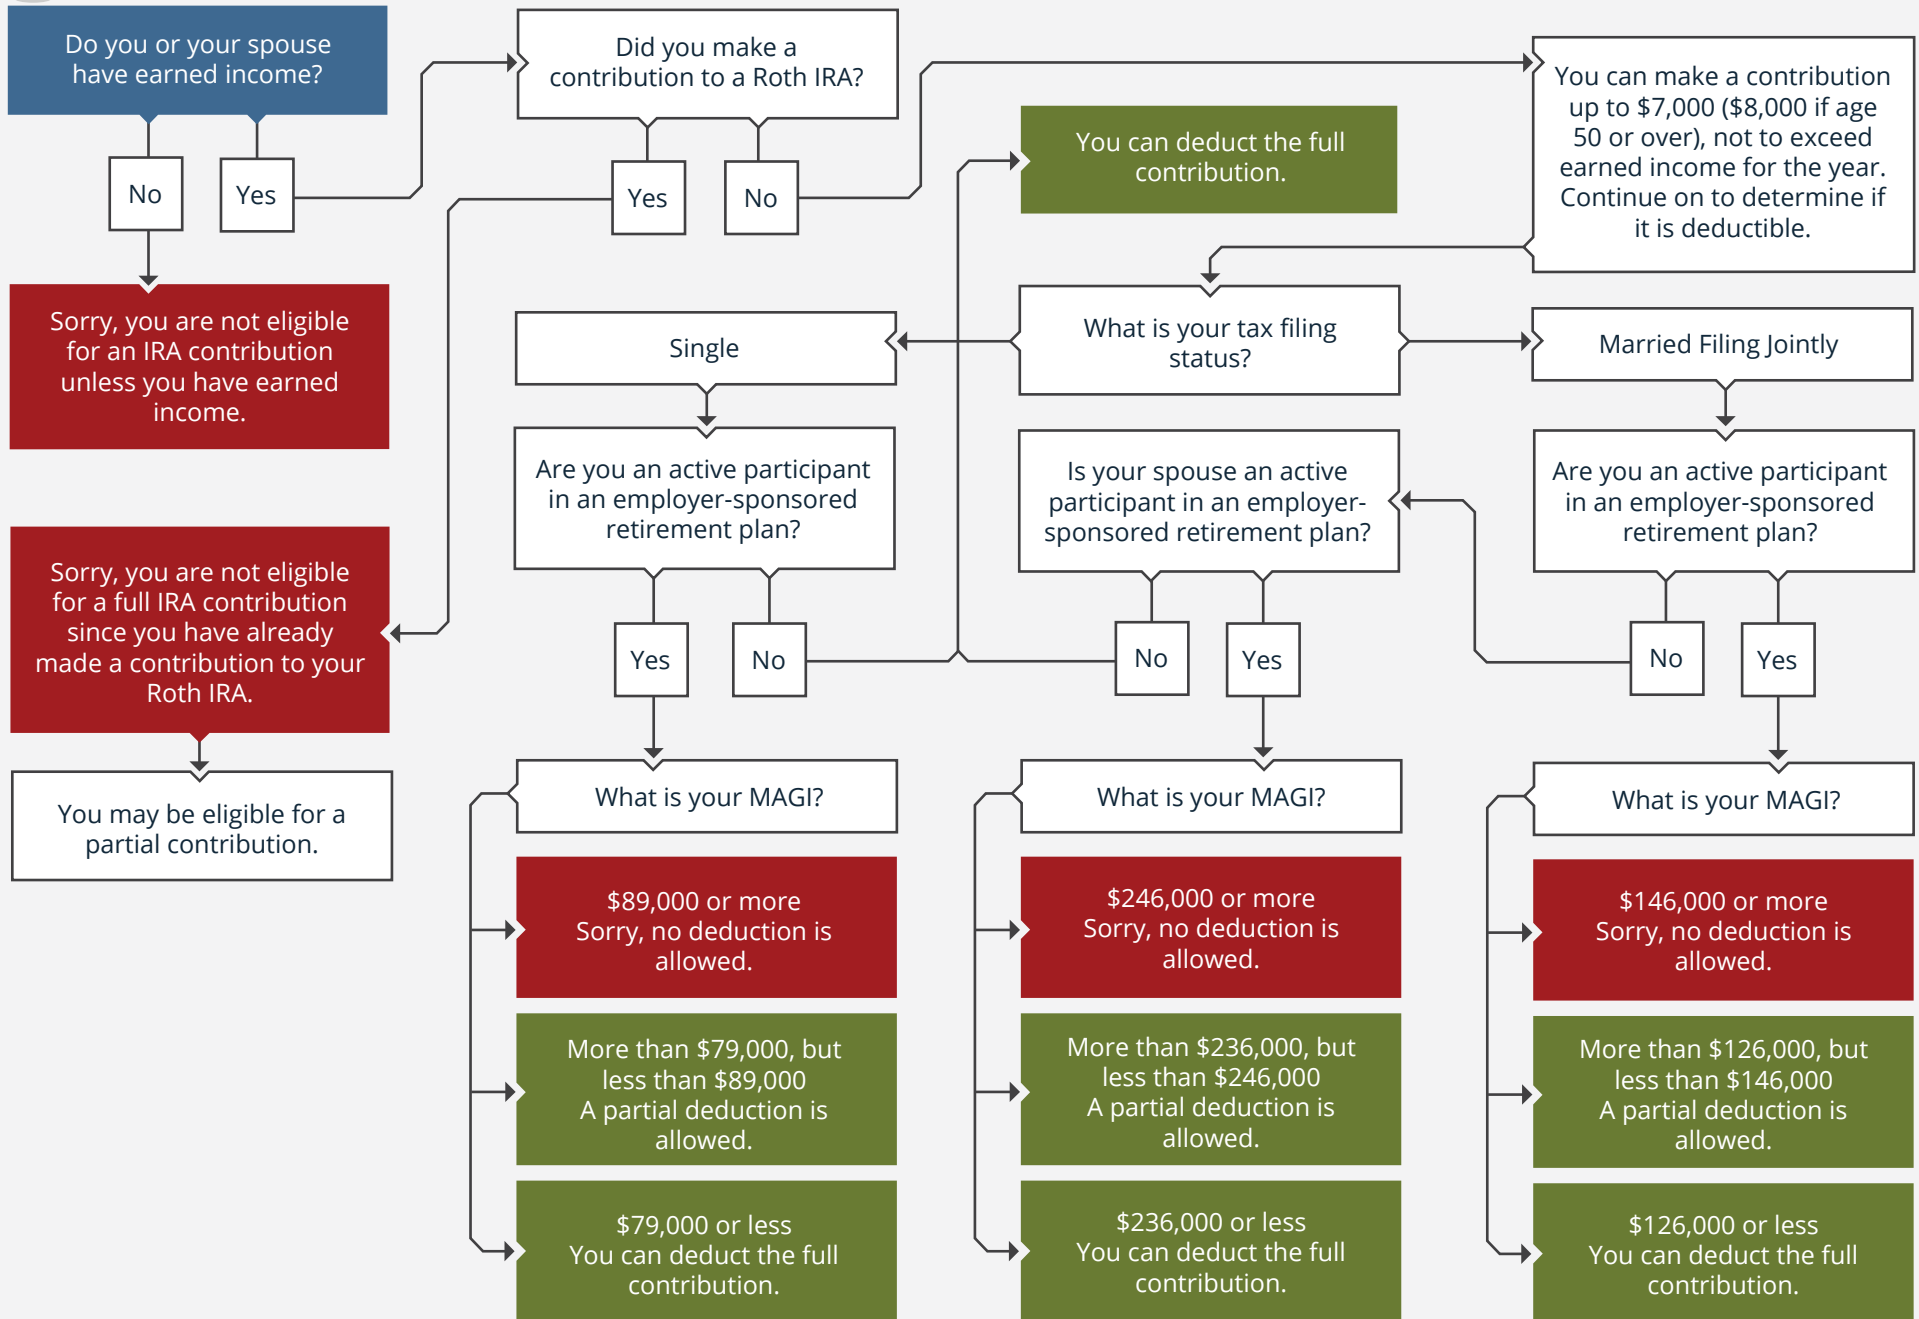 Do you or your spouse
have earned income?
No
Yes
Sorry, you are not eligible
for an IRA contribution
unless you have earned
income.
Did you make a
contribution to a Roth IRA?
Yes
No
Sorry, you are not eligible
for a full IRA contribution
since you have already
made a contribution to your
Roth IRA.
You may be eligible for a
partial contribution.
You can make a contribution
up to $7,000 ($8,000 if age
50 or over), not to exceed
earned income for the year.
Continue on to determine if
it is deductible.
You can deduct the full
contribution.
What is your tax filing
status?
Single
Married Filing Jointly
Are you an active participant
in an employer-sponsored
retirement plan?
Yes
No
Is your spouse an active
participant in an employer-
sponsored retirement plan?
No
Yes
Are you an active participant
in an employer-sponsored
retirement plan?
No
Yes
What is your MAGI?
$89,000 or more
Sorry, no deduction is
allowed.
More than $79,000, but
less than $89,000
A partial deduction is
allowed.
$79,000 or less
You can deduct the full
contribution.
What is your MAGI?
$246,000 or more
Sorry, no deduction is
allowed.
More than $236,000, but
less than $246,000
A partial deduction is
allowed.
$236,000 or less
You can deduct the full
contribution.
What is your MAGI?
$146,000 or more
Sorry, no deduction is
allowed.
More than $126,000, but
less than $146,000
A partial deduction is
allowed.
$126,000 or less
You can deduct the full
contribution.